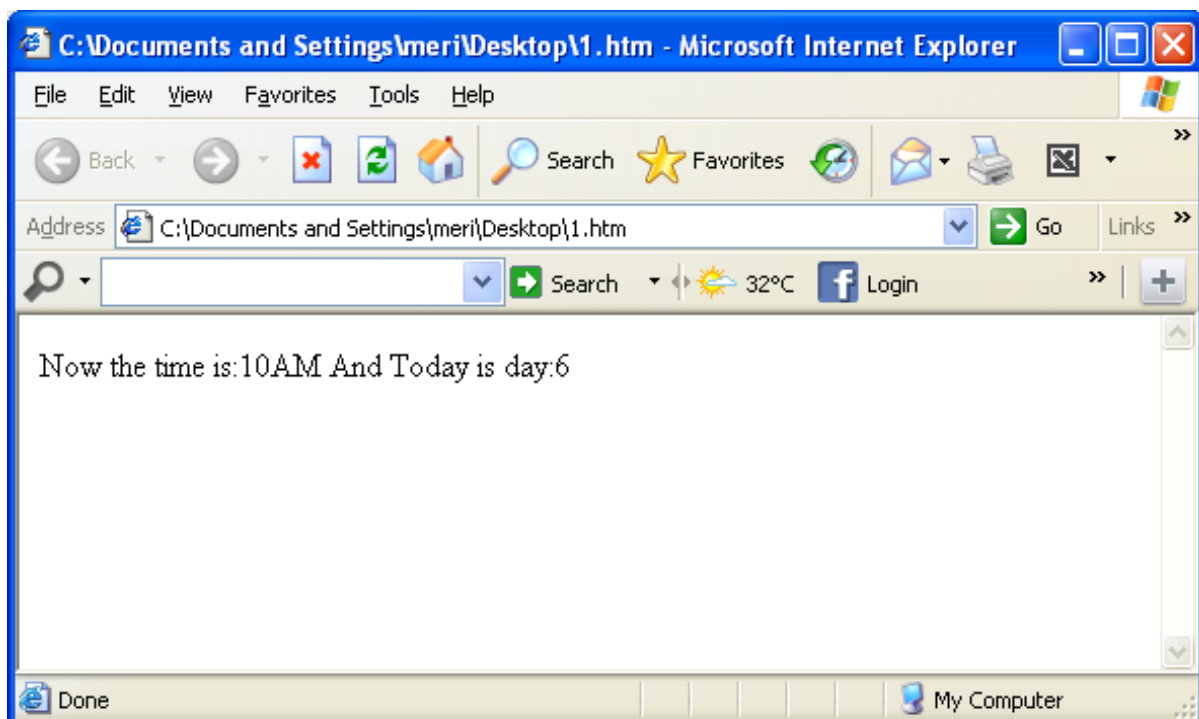 C:\Documents and Settings\meri\Desktop\1.htm - Microsoft Internet Explorer
File Edit View Favorites Tools Help
Back Search Favorites
Address C:\Documents and Settings\meri\Desktop\1.htm Go Links
Search 32°C Login
Now the time is:10AM And Today is day:6
Done My Computer